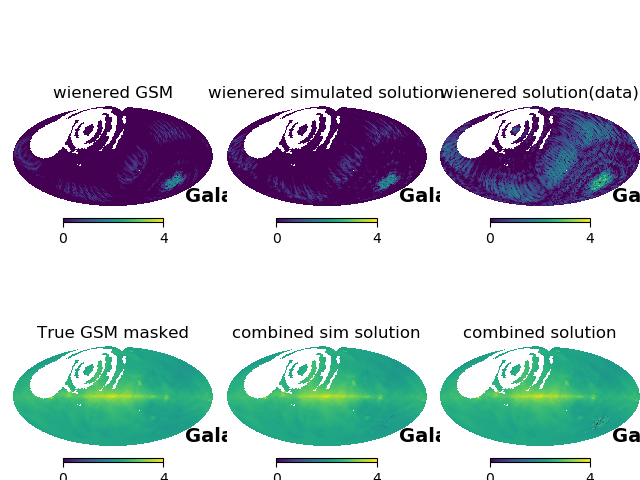 wienered GSM
wienered simulated solution
wienered solution(data)
Gala
Gala
Ga
0 4
0 4
0 4
True GSM masked
combined sim solution
combined solution
Gala
Gala
Ga
0 4
0 4
0 4